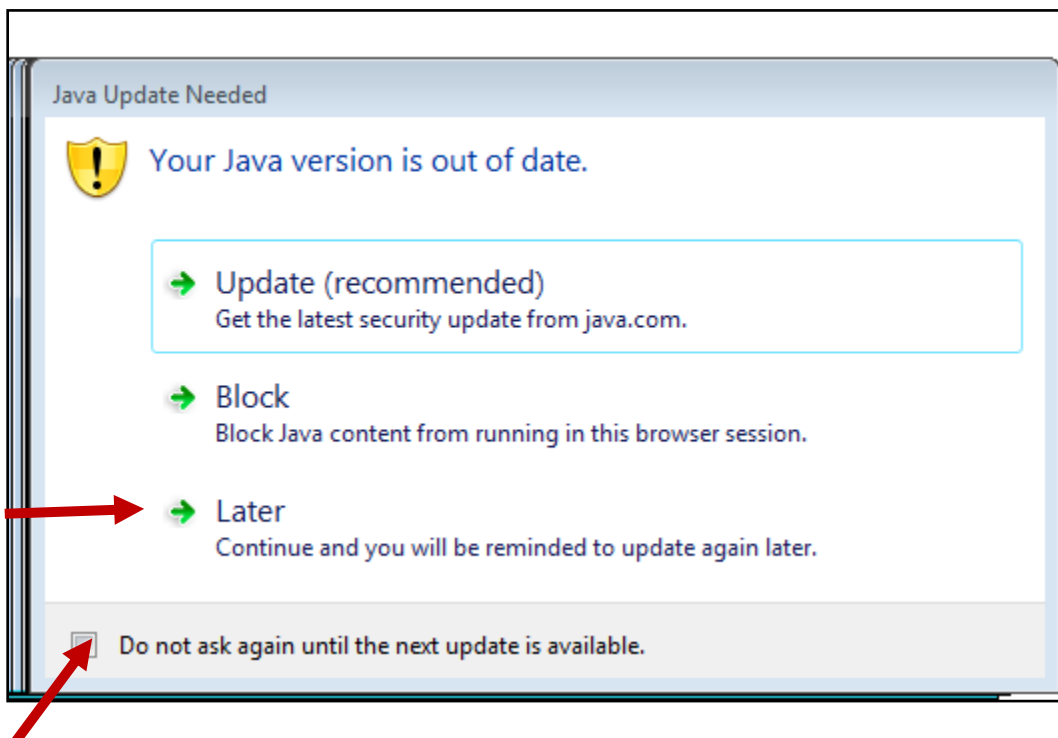 Java Update Needed
Your Java version is out of date.
Update (recommended)
Get the latest security update from java.com.
Block
Block Java content from running in this browser session.
Later
Continue and you will be reminded to update again later.
Do not ask again until the next update is available.